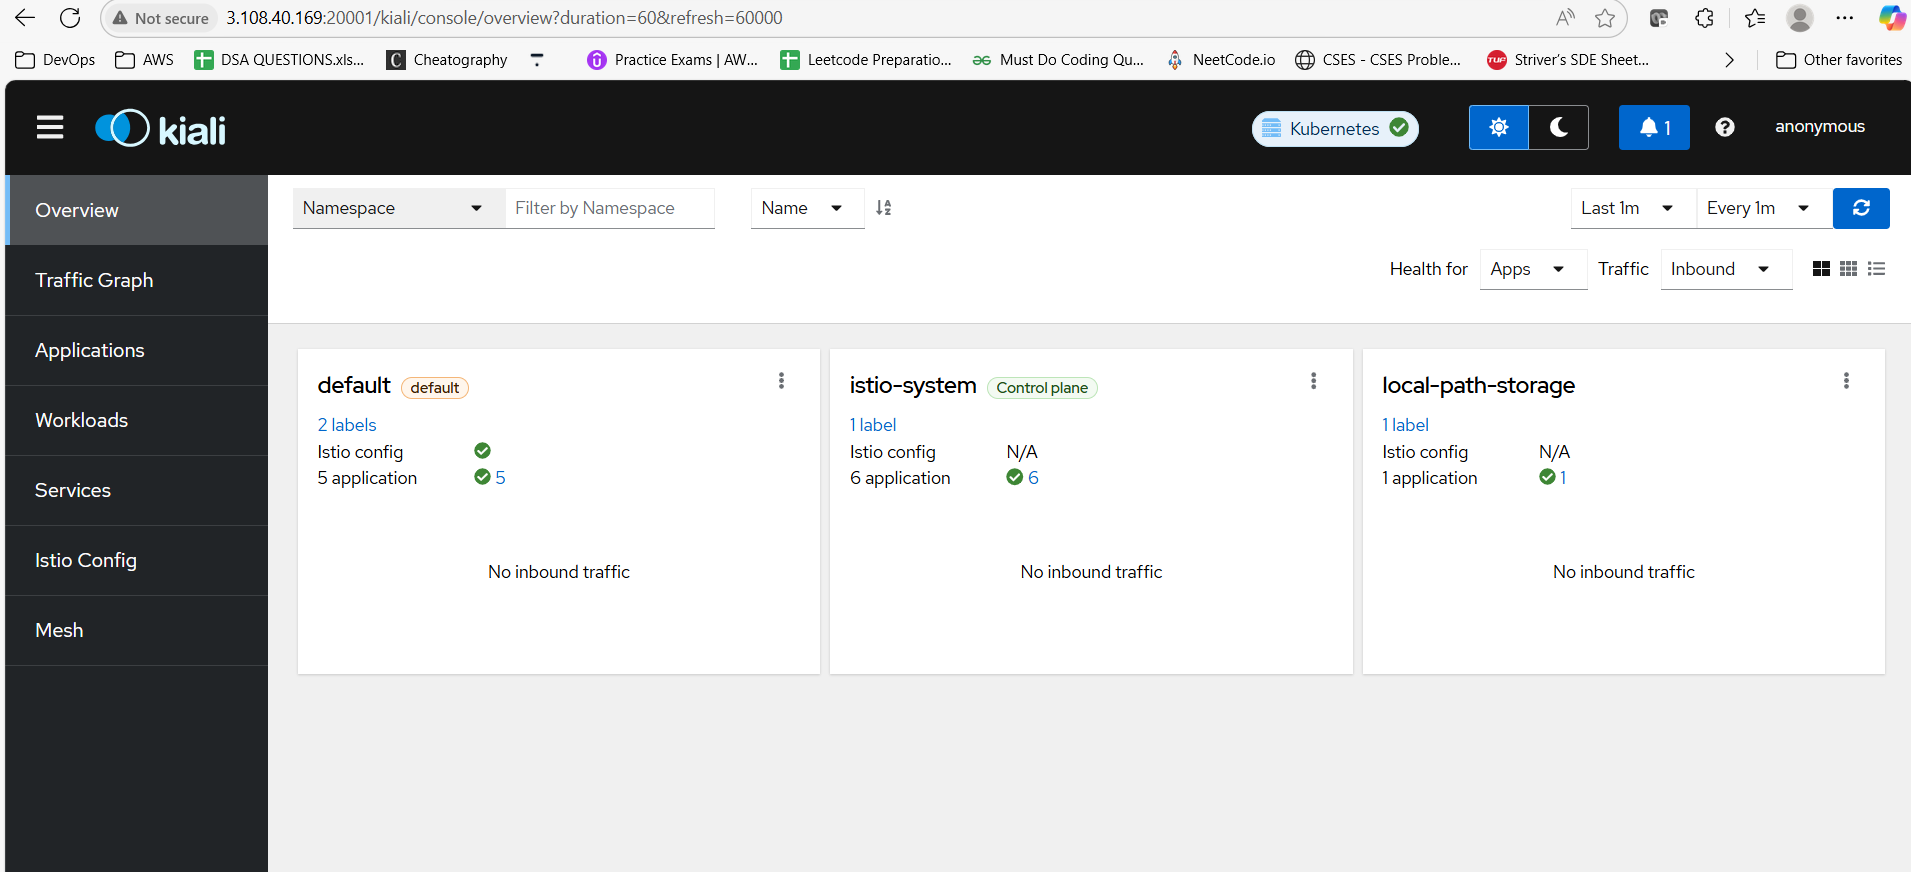 Not secure 3.108.40.169:20001/kiali/console/overview?duration=60&refresh=60000
DevOps AWS DSA QUESTIONS.xls... Cheatography Practice Exams | AW... Leetcode Preparatio... Must Do Coding Qu... NeetCode.io CSES - CSES Proble... Striver's SDE Sheet... Other favorites
kiali Kubernetes 1 anonymous
Overview
Traffic Graph
Applications
Workloads
Services
Istio Config
Mesh
Namespace Filter by Namespace Name Last 1m Every 1m
Health for Apps Traffic Inbound
default default
2 labels
Istio config
5 application 5
No inbound traffic
istio-system Control plane
1 label
Istio config N/A
6 application 6
No inbound traffic
local-path-storage
1 label
Istio config N/A
1 application 1
No inbound traffic